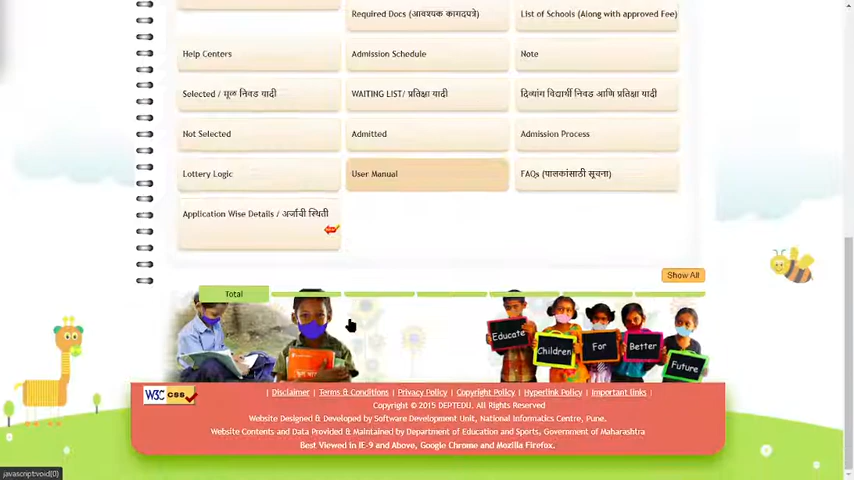 Required Docs (आवश्यक कागदपत्रे)
List of Schools (Along with approved Fee)
Help Centers
Admission Schedule
Note
Selected / मूळ निवड यादी
WAITING LIST/ प्रतिक्षा यादी
दिव्यांग विद्यार्थी निवड आणि प्रतिक्षा यादी
Not Selected
Admitted
Admission Process
Lottery Logic
User Manual
FAQs (पालकांसाठी सूचना)
Application Wise Details / अर्जाची स्थिती
Show All
Total
Educate
Children
For
Better
Future
W3C css
| Disclaimer | Terms & Conditions | Privacy Policy | Copyright Policy | Hyperlink Policy | Important links |
Copyright © 2015 DEPTEDU, All Rights Reserved
Website Designed & Developed by Software Development Unit, National Informatics Centre, Pune.
Website Contents and Data Provided & Maintained by Department of Education and Sports, Government of Maharashtra
Best Viewed in IE-9 and Above, Google Chrome and Mozilla Firefox.
javascript:void(0)